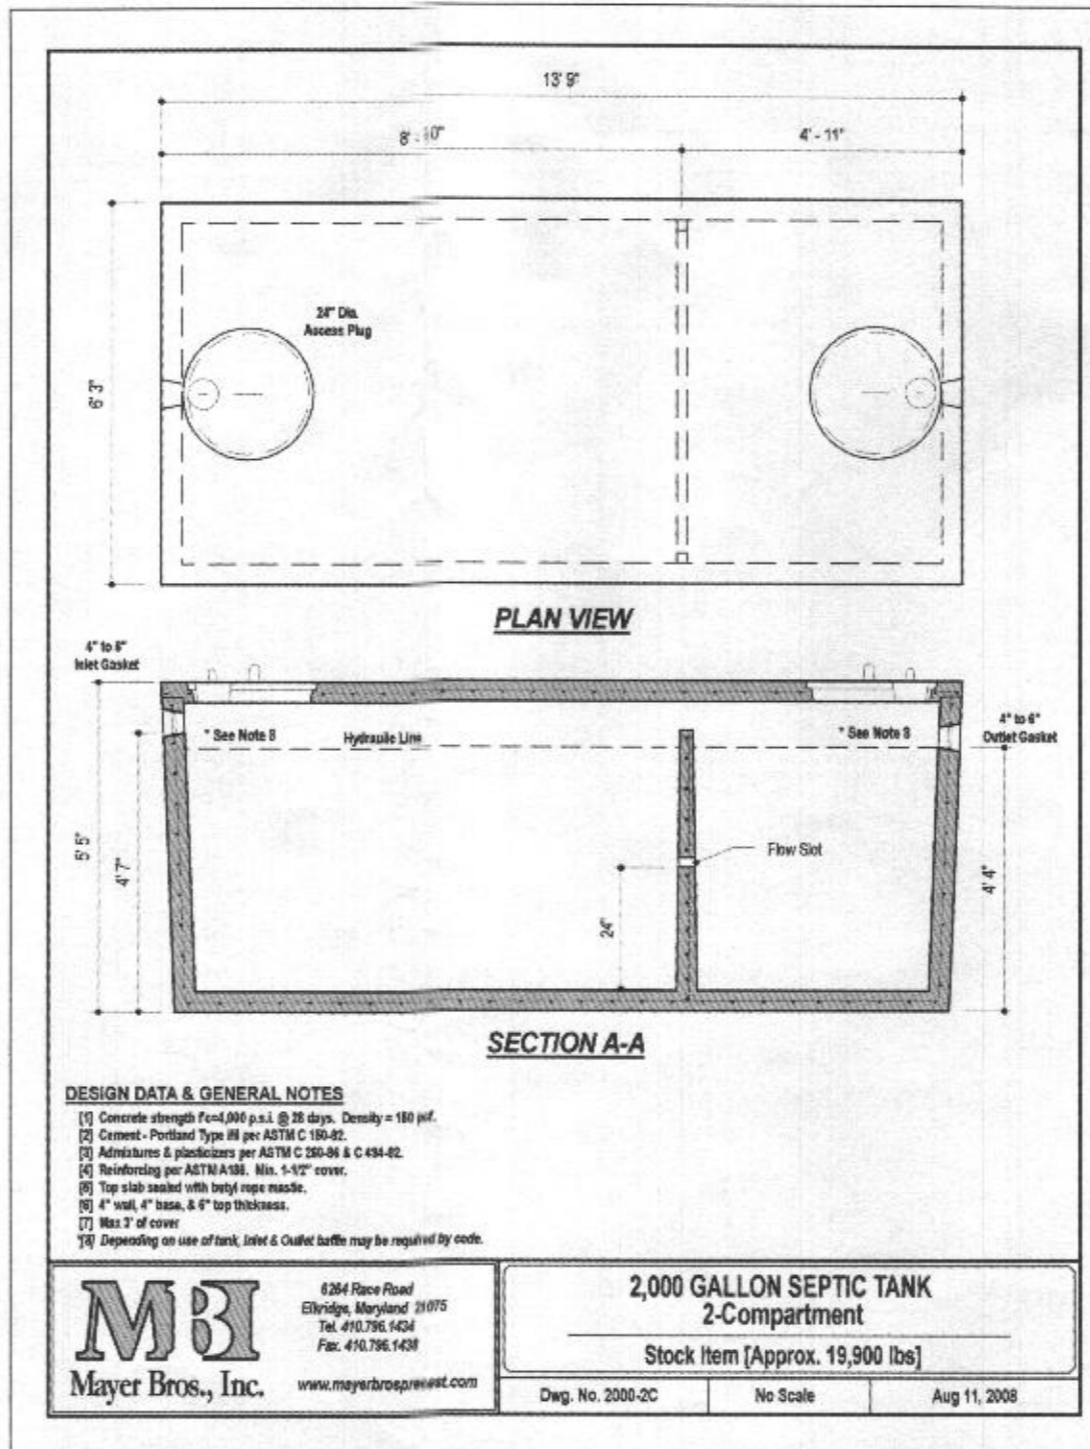 13' 9"
8' - 10"
4' - 11"
24" Dia.
Access Plug
6' 3"
PLAN VIEW
4" to 6"
Inlet Gasket
* See Note 8
Hydraulic Line
* See Note 8
4" to 6"
Outlet Gasket
5' 5"
4' 7"
Flow Slot
24"
4' 4"
SECTION A-A
DESIGN DATA & GENERAL NOTES
[1] Concrete strength f'c=4,000 p.s.i. @ 28 days. Density = 150 pcf.
[2] Cement - Portland Type per ASTM C 150-92.
[3] Admixtures & plasticizers per ASTM C & C
[4] Reinforcing per ASTM Min. 1-1/2" cover.
[5] Top slab sealed with butyl rope mastic.
[6] 4" wall, 4" base, & 6" top thickness.
[7] Max 3' of cover
*[8] Depending on use of tank, Inlet & Outlet baffle may be required by code.
MBI
Mayer Bros., Inc.
6264 Race Road
Elkridge, Maryland 21075
Tel. 410.796.1434
Fax. 410.796.1438
www.mayerbrosprecast.com
2,000 GALLON SEPTIC TANK
2-Compartment
Stock Item [Approx. 19,900 lbs]
Dwg. No. 2000-2C
No Scale
Aug 11, 2008